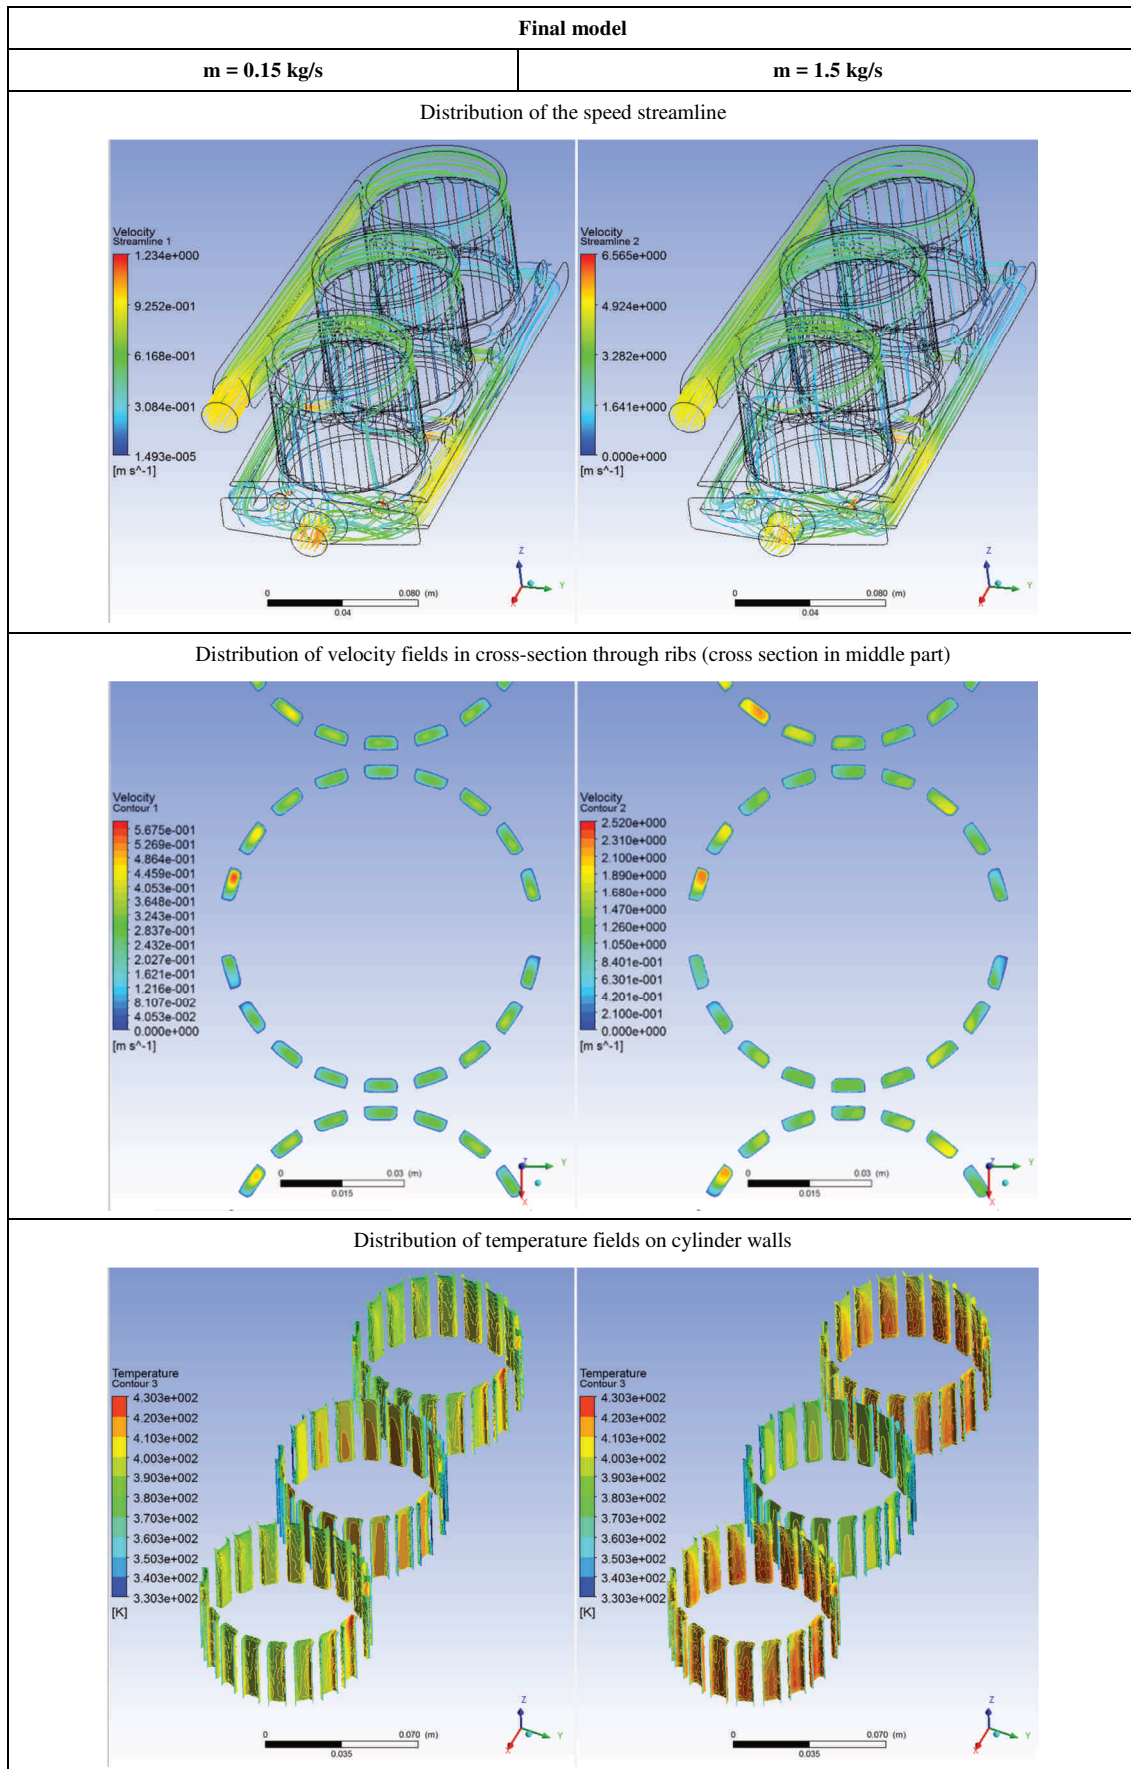 Final model
m = 0.15 kg/s
m = 1.5 kg/s
Distribution of the speed streamline
Velocity
Streamline 1
1.234e+000
9.252e-001
6.168e-001
3.084e-001
1.493e-005
[m s^-1]
0
0.080 (m)
0.04
Z
Y
X
Velocity
Streamline 2
6.565e+000
4.924e+000
3.282e+000
1.641e+000
0.000e+000
[m s^-1]
0
0.080 (m)
0.04
Z
Y
X
Distribution of velocity fields in cross-section through ribs (cross section in middle part)
Velocity
Contour 1
5.675e-001
5.269e-001
4.864e-001
4.459e-001
4.053e-001
3.648e-001
3.243e-001
2.837e-001
2.432e-001
2.027e-001
1.621e-001
1.216e-001
8.107e-002
4.053e-002
0.000e+000
[m s^-1]
0
0.03 (m)
0.015
Z
Y
X
Velocity
Contour 2
2.520e+000
2.310e+000
2.100e+000
1.890e+000
1.680e+000
1.470e+000
1.260e+000
1.050e+000
8.401e-001
6.301e-001
4.201e-001
2.100e-001
0.000e+000
[m s^-1]
0
0.03 (m)
0.015
Z
Y
X
Distribution of temperature fields on cylinder walls
Temperature
Contour 3
4.303e+002
4.203e+002
4.103e+002
4.003e+002
3.903e+002
3.803e+002
3.703e+002
3.603e+002
3.503e+002
3.403e+002
3.303e+002
[K]
0
0.070 (m)
0.035
Z
Y
X
Temperature
Contour 3
4.303e+002
4.203e+002
4.103e+002
4.003e+002
3.903e+002
3.803e+002
3.703e+002
3.603e+002
3.503e+002
3.403e+002
3.303e+002
[K]
0
0.070 (m)
0.035
Z
Y
X